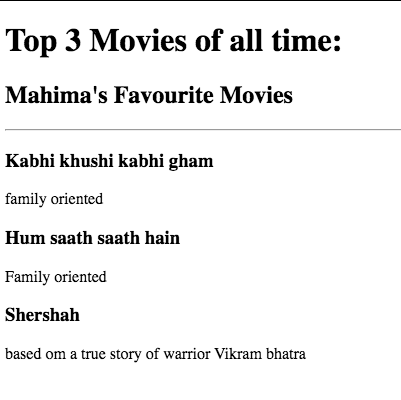 Top 3 Movies of all time:
Mahima's Favourite Movies
Kabhi khushi kabhi gham
family oriented
Hum saath saath hain
Family oriented
Shershah
based om a true story of warrior Vikram bhatra